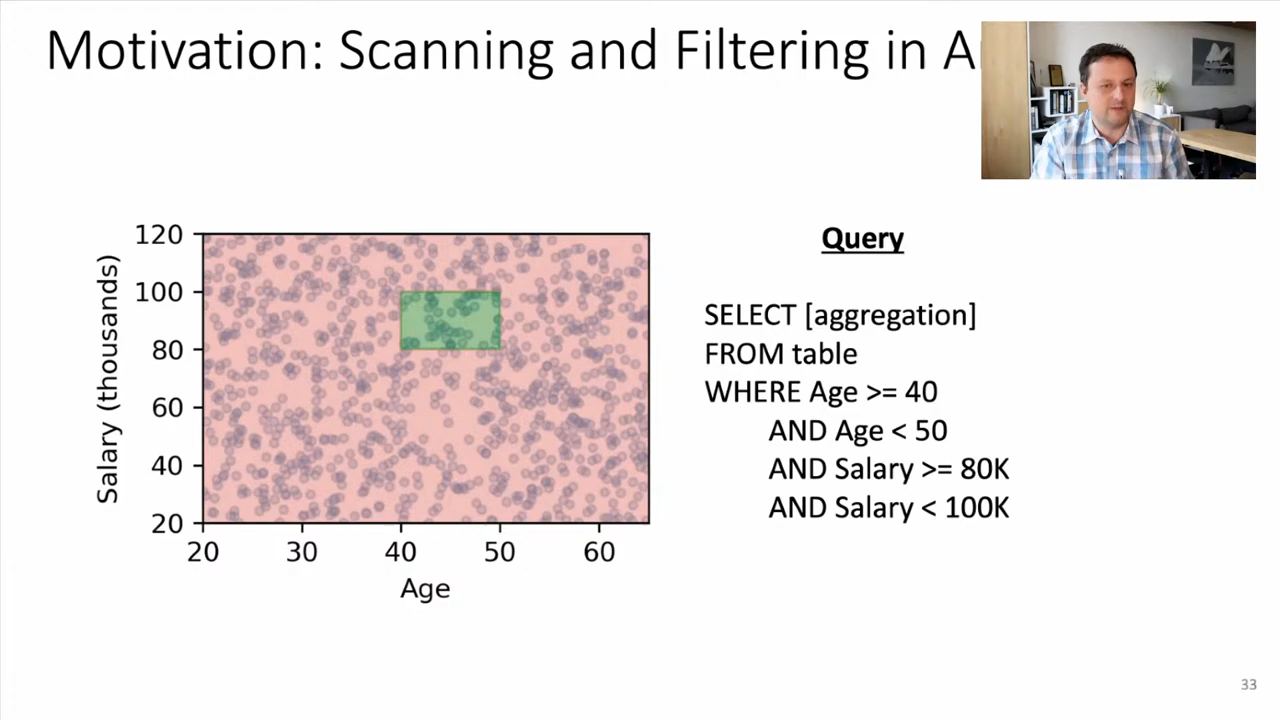 Motivation: Scanning and Filtering in A
120
100
80
60
40
20
Salary (thousands)
20 30 40 50 60
Age
Query
SELECT [aggregation]
FROM table
WHERE Age >= 40
AND Age < 50
AND Salary >= 80K
AND Salary < 100K
33